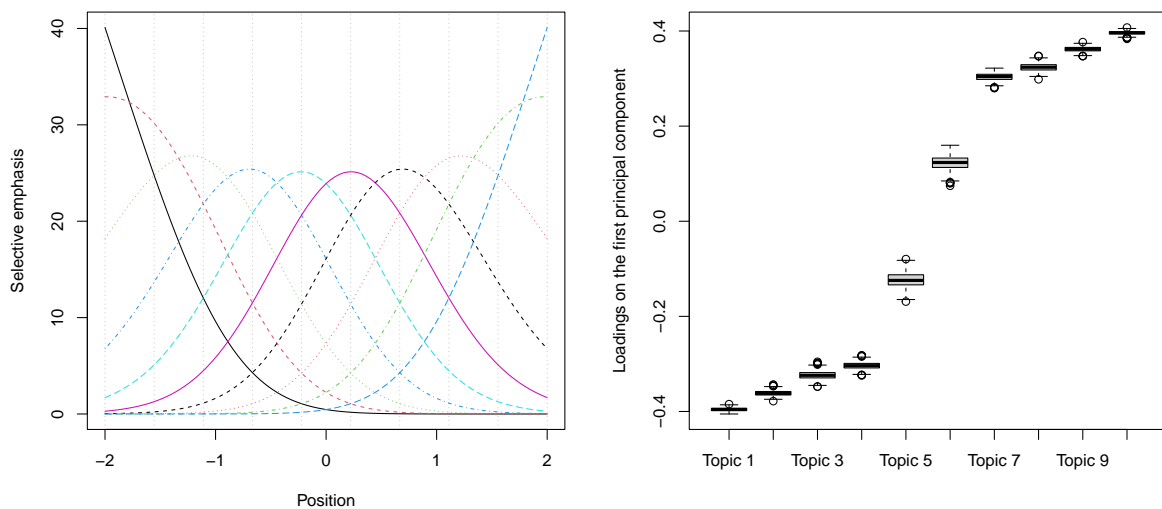 Selective emphasis
40
30
20
10
0
−2
−1
0
1
2
Position
Loadings on the first principal component
0.4
0.2
0.0
−0.2
−0.4
Topic 1
Topic 3
Topic 5
Topic 7
Topic 9